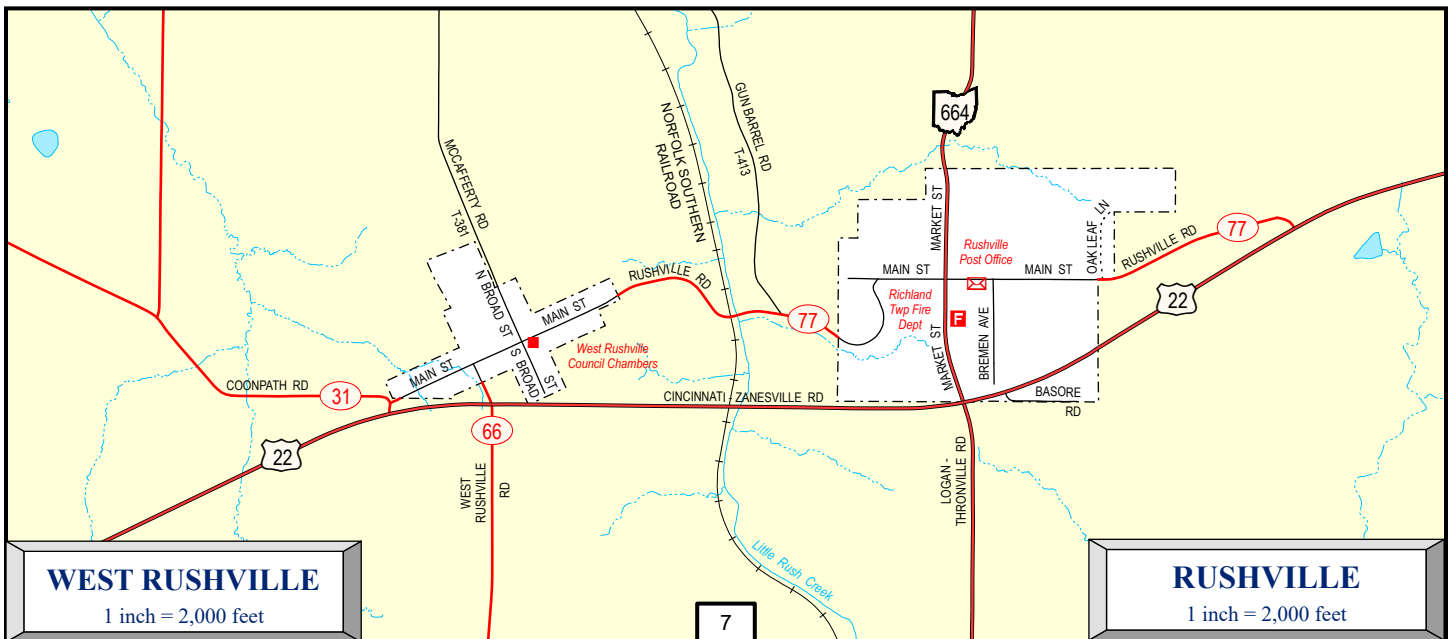 664
GUN BARREL RD
T-413
NORFOLK SOUTHERN
RAILROAD
MCCAFFERTY RD
T-381
MARKET ST
OAK LEAF LN
77
RUSHVILLE RD
Rushville
Post Office
MAIN ST
MAIN ST
RUSHVILLE RD
N BROAD ST
MAIN ST
Richland
Twp Fire
Dept
22
77
F
West Rushville
Council Chambers
S BROAD ST
MARKET ST
BREMEN AVE
MAIN ST
COONPATH RD
31
CINCINNATI - ZANESVILLE RD
BASORE
RD
66
22
WEST
RUSHVILLE
RD
LOGAN -
THRONVILLE RD
Little Rush Creek
WEST RUSHVILLE
1 inch = 2,000 feet
7
RUSHVILLE
1 inch = 2,000 feet